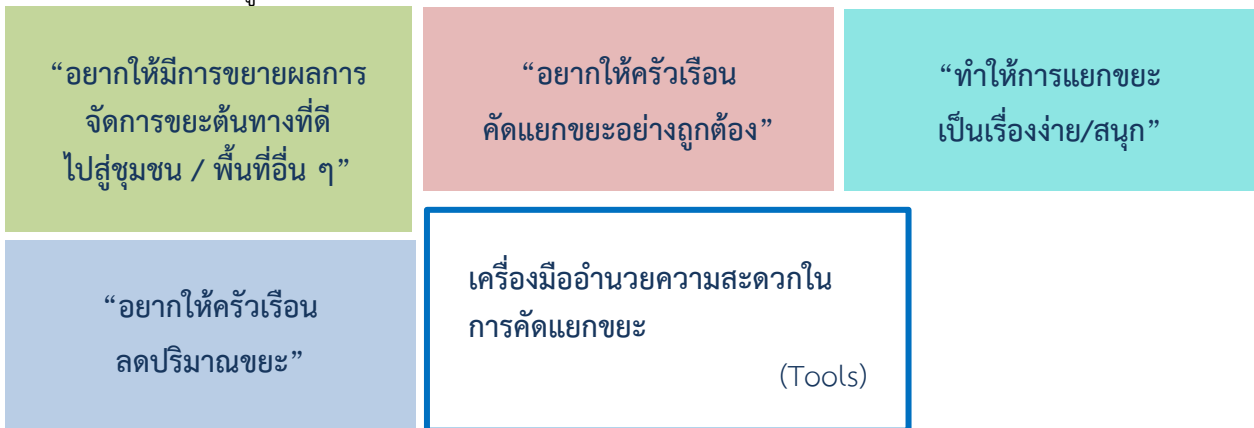 “อยากให้มีการขยายผลการ
จัดการขยะต้นทางที่ดี
ไปสู่ชุมชน / พื้นที่อื่น ๆ”
“อยากให้ครัวเรือน
คัดแยกขยะอย่างถูกต้อง”
“ทำให้การแยกขยะ
เป็นเรื่องง่าย/สนุก”
“อยากให้ครัวเรือน
ลดปริมาณขยะ”
เครื่องมืออำนวยความสะดวกใน
การคัดแยกขยะ
(Tools)